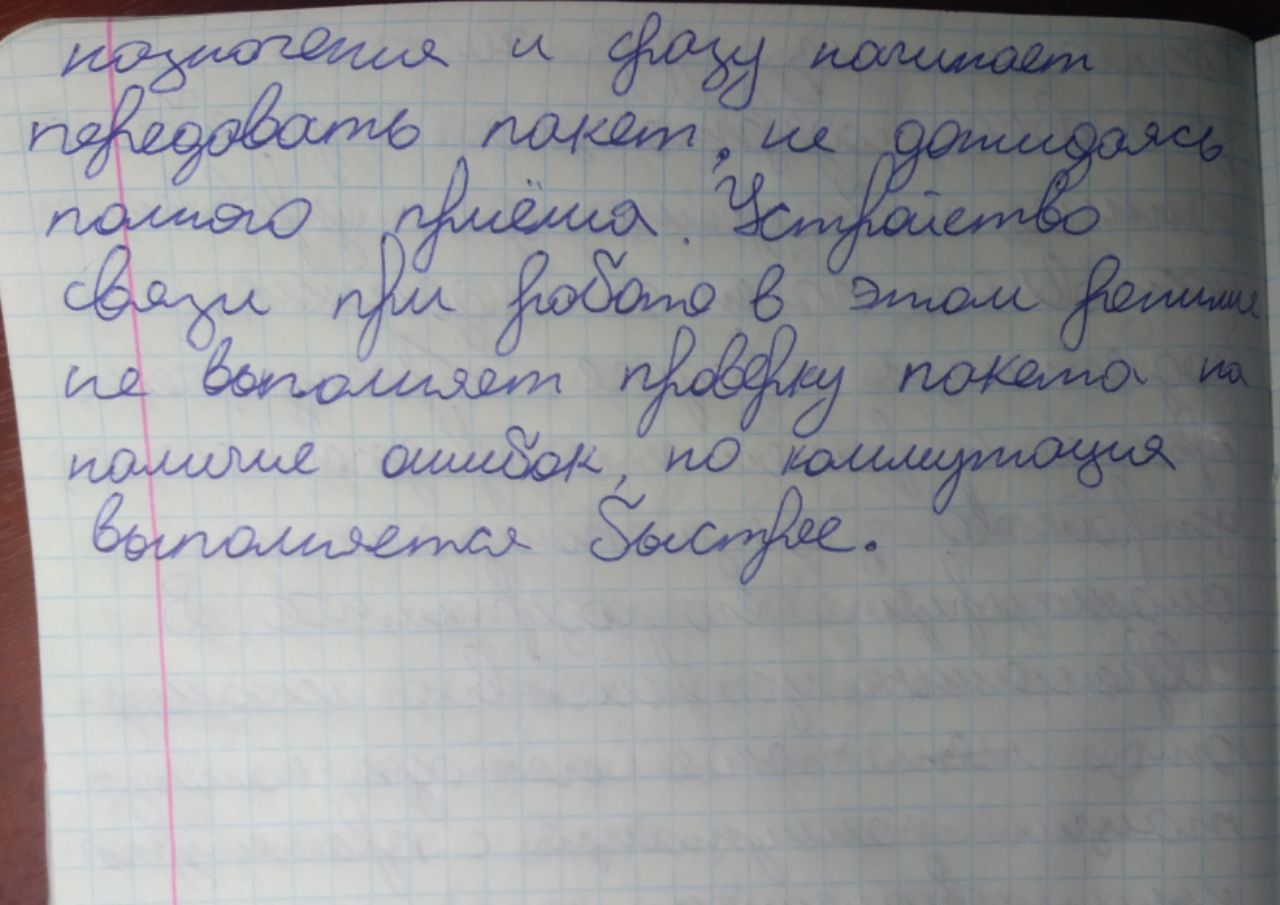 назначения и сразу начинает
передавать пакет, не дожидаясь
полного приёма. Устройство
связи при работе в этом режиме
не выполняет проверку пакета на
наличие ошибок, но коммутация
выполняется быстрее.